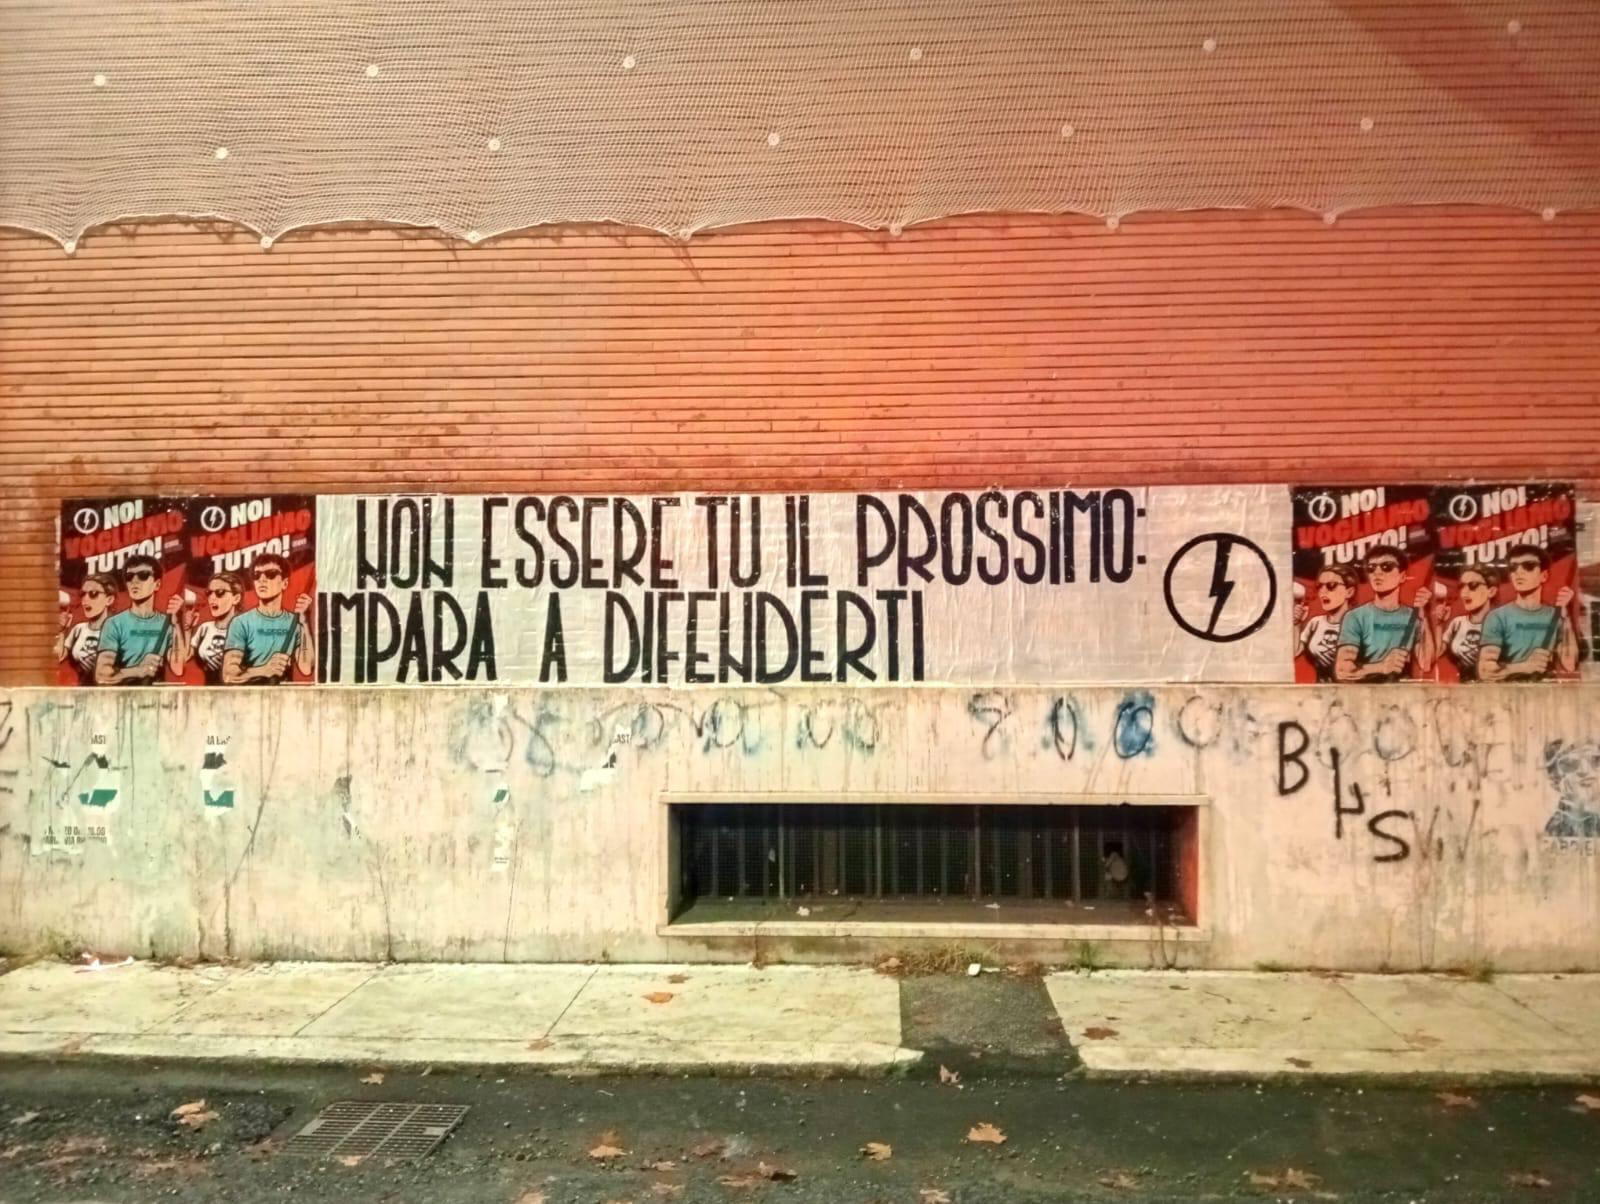 NOI
VOGLIAMO
TUTTO!
NOI
VOGLIAMO
TUTTO!
NON ESSERE TU IL PROSSIMO:
IMPARA A DIFENDERTI
NOI
VOGLIAMO
TUTTO!
NOI
VOGLIAMO
TUTTO!
BLOCCO
B
L
S